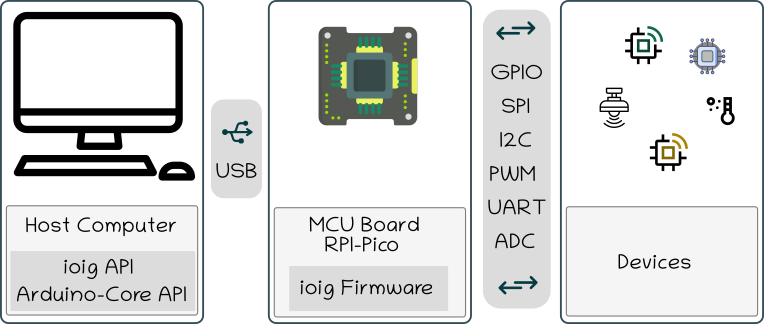 Host Computer
ioig API
Arduino-Core API
USB
MCU Board
RPI-Pico
ioig Firmware
GPIO
SPI
I2C
PWM
UART
ADC
Devices